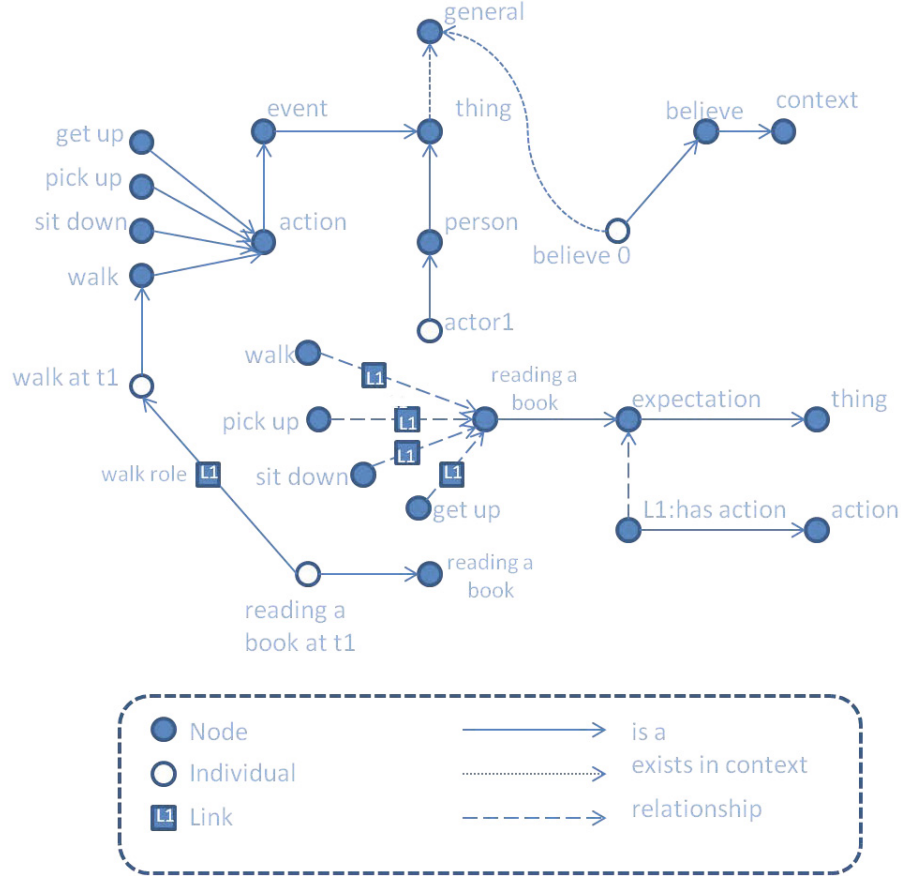 general
event
thing
believe
context
get up
pick up
sit down
action
person
walk
believe 0
actor1
walk
walk at t1
L1
reading a
book
expectation
thing
pick up
L1
L1
walk role
L1
sit down
L1
get up
L1:has action
action
reading a
book
reading a
book at t1
Node
is a
Individual
exists in context
L1
Link
relationship